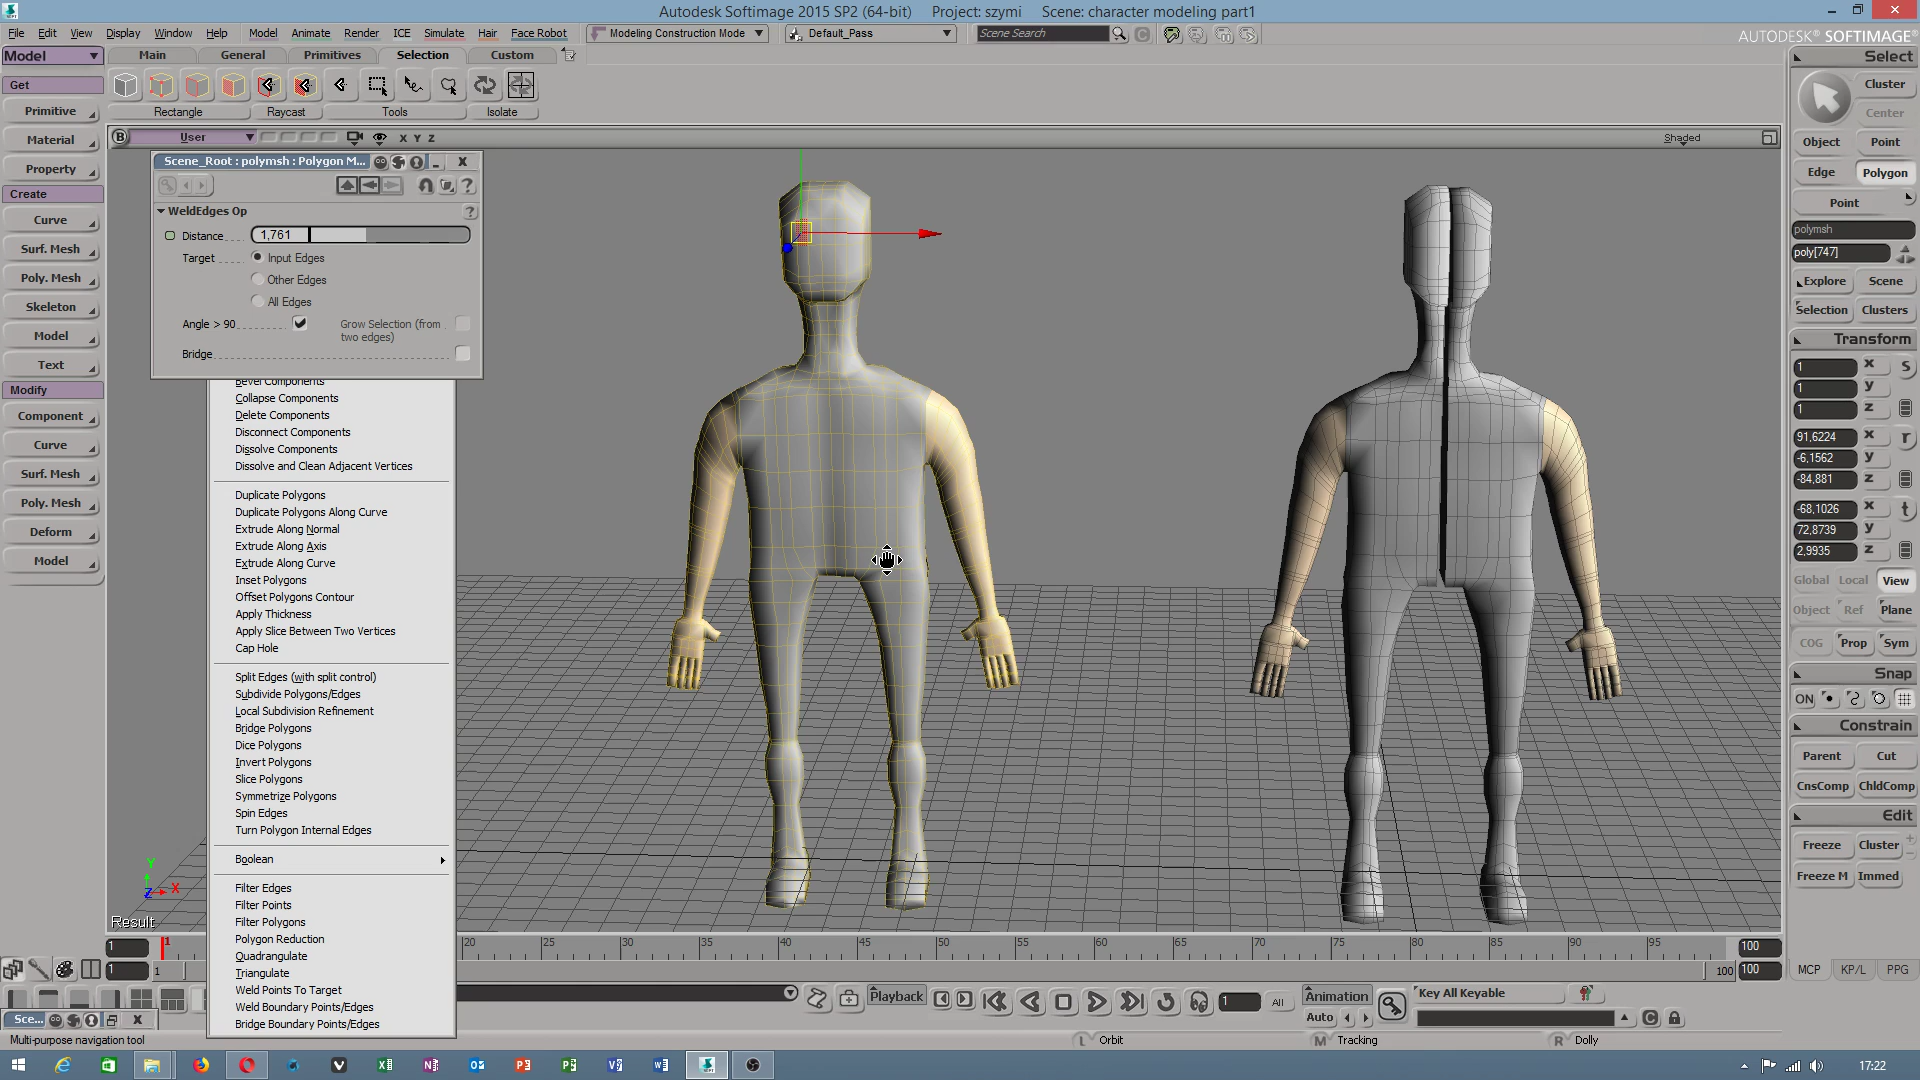 Autodesk Softimage 2015 SP2 (64-bit) Project: szymi Scene: character modeling part1
File Edit View Display Window Help Model Animate Render ICE Simulate Hair Face Robot Modeling Construction Mode Default_Pass Scene Search AUTODESK® SOFTIMAGE®
Model Main General Primitives Selection Custom
Select
Get
Cluster
Primitive Rectangle Raycast Tools Isolate Center
Material B User X Y Z Shaded Object Point
Property Scene_Root : polymsh : Polygon M... Edge Polygon
Create
Point
Curve WeldEdges Op ? polymsh
Surf. Mesh Distance 1,761 poly[747]
Poly. Mesh Target Input Edges Explore Scene
Other Edges
Skeleton All Edges Selection Clusters
Model Angle > 90 Grow Selection (from
two edges)
Transform
Text Bridge
1 x s
Modify Bevel Components 1 y
Collapse Components
Component Delete Components 1 z
Disconnect Components 91,6224 x r
Curve Dissolve Components -6,1562 y
Surf. Mesh Dissolve and Clean Adjacent Vertices -84,881 z
Poly. Mesh Duplicate Polygons
Duplicate Polygons Along Curve -68,1026 x t
Deform Extrude Along Normal 72,8739 y
Extrude Along Axis 2,9935 z
Model Extrude Along Curve
Inset Polygons Global Local View
Offset Polygons Contour
Apply Thickness Object Ref Plane
Apply Slice Between Two Vertices
Cap Hole COG Prop Sym
Split Edges (with split control) Snap
Subdivide Polygons/Edges ON
Local Subdivision Refinement
Bridge Polygons Constrain
Dice Polygons
Invert Polygons Parent Cut
Slice Polygons CnsComp ChldComp
Symmetrize Polygons
Spin Edges Edit
Turn Polygon Internal Edges
Freeze Cluster
Boolean
Freeze M Immed
Y
Z X
Filter Edges
Filter Points
Result Filter Polygons
Polygon Reduction
1 1 20 25 30 35 40 45 50 55 60 65 70 75 80 85 90 95 100
Quadrangulate
1 1 Triangulate 100 100 MCP KP/L PPG
Weld Points To Target
Playback 1 All Animation Key All Keyable
Weld Boundary Points/Edges
Sce... Bridge Boundary Points/Edges Auto
Multi-purpose navigation tool L Orbit M Tracking R Dolly
17:22